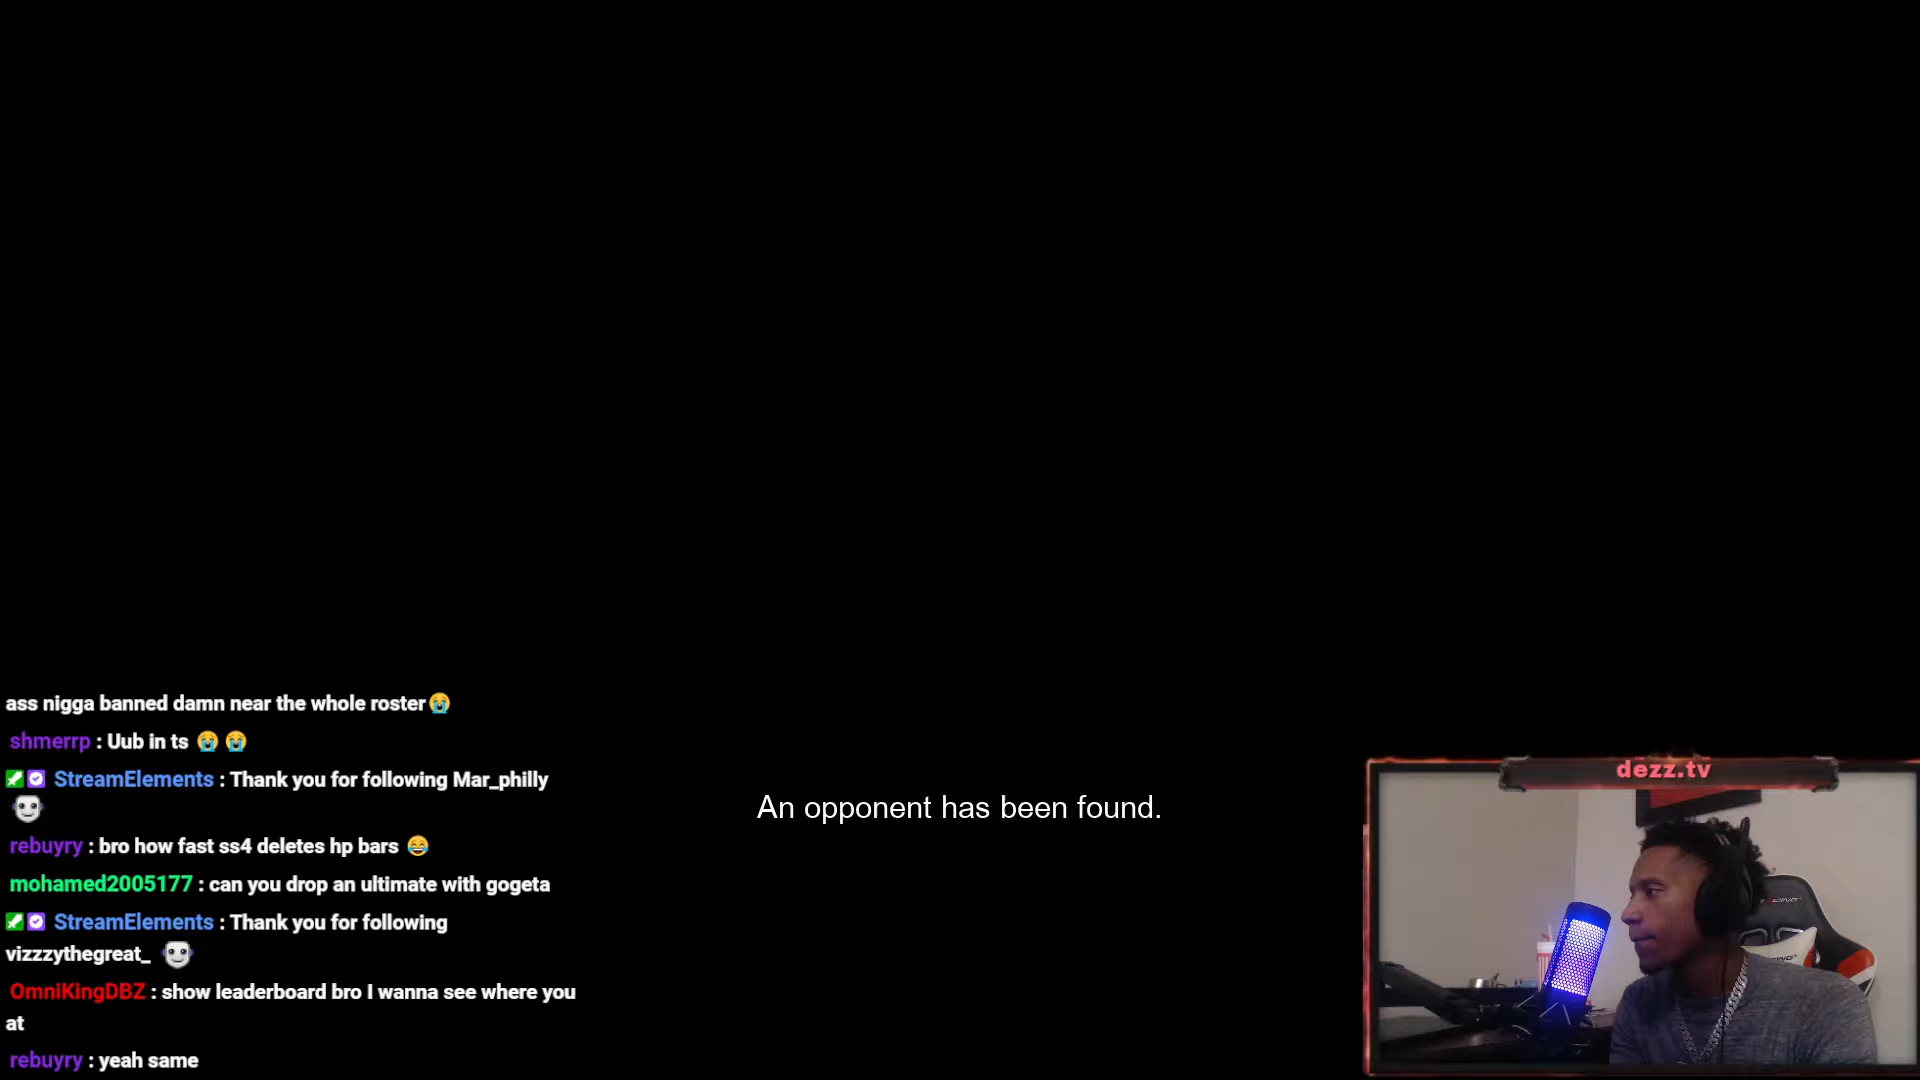 ass nigga banned damn near the whole roster😭
shmerrp : Uub in ts 😭 😭
StreamElements : Thank you for following Mar_philly
rebuyry : bro how fast ss4 deletes hp bars 😂
mohamed2005177 : can you drop an ultimate with gogeta
StreamElements : Thank you for following
vizzzythegreat_
OmniKingDBZ : show leaderboard bro I wanna see where you
at
rebuyry : yeah same
An opponent has been found.
dezz.tv